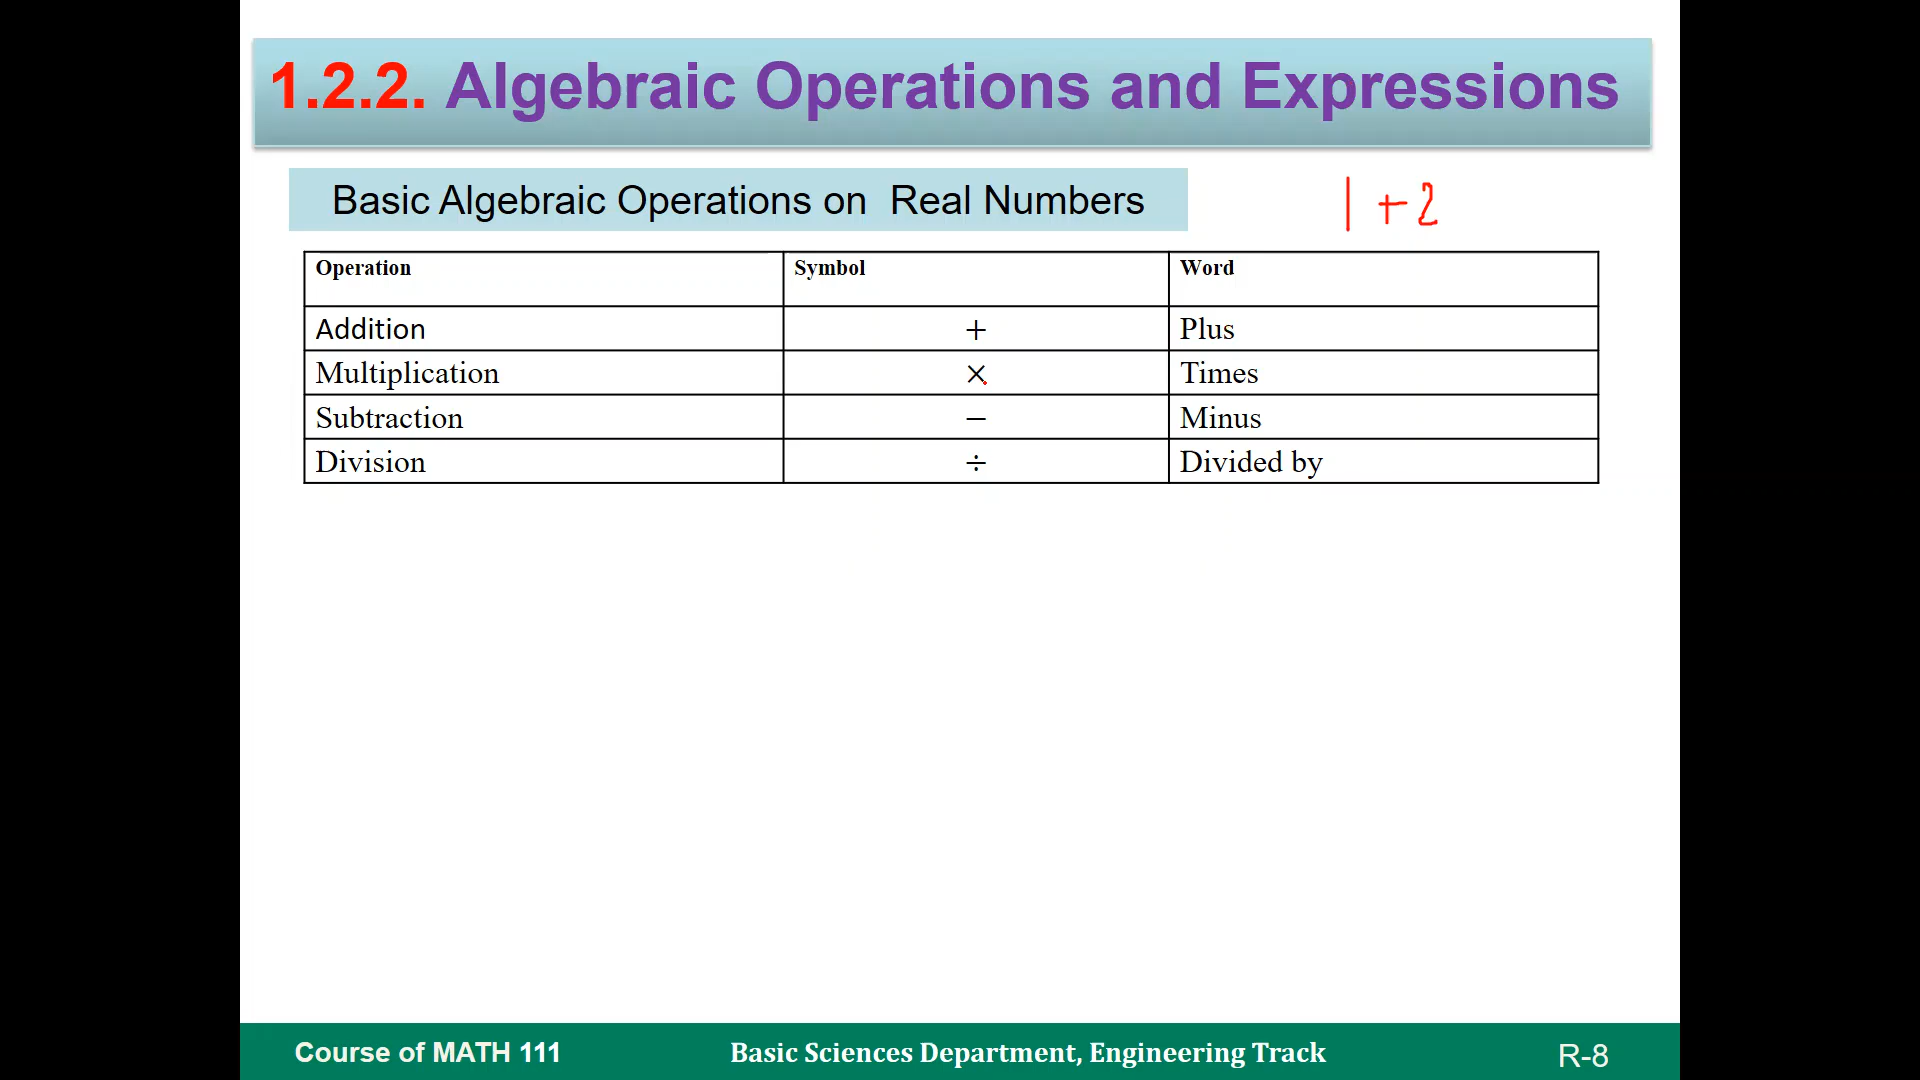 1.2.2. Algebraic Operations and Expressions
Basic Algebraic Operations on Real Numbers
1 + 2
Operation Symbol Word
Addition + Plus
Multiplication × Times
Subtraction − Minus
Division ÷ Divided by
Course of MATH 111 Basic Sciences Department, Engineering Track R-8